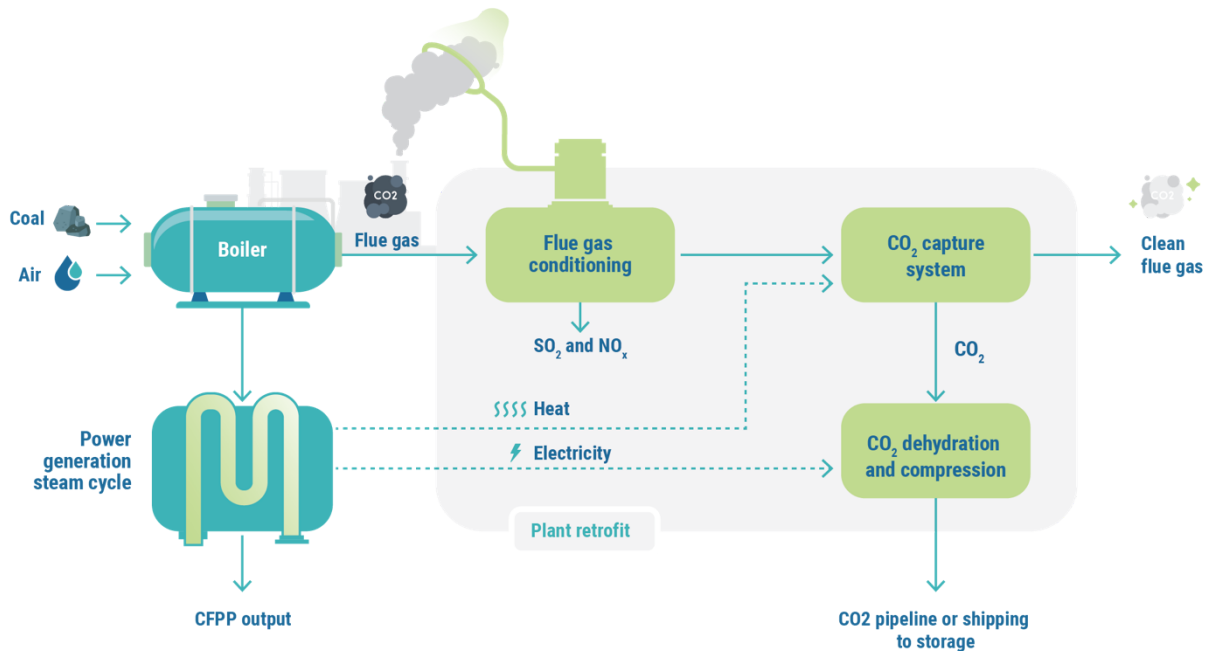 CO2
CO2
Coal
Boiler
Flue gas
Flue gas
conditioning
CO₂ capture
system
Clean
flue gas
Air
SO₂ and NOₓ
CO₂
Heat
Power
generation
steam cycle
Electricity
CO₂ dehydration
and compression
Plant retrofit
CFPP output
CO2 pipeline or shipping
to storage